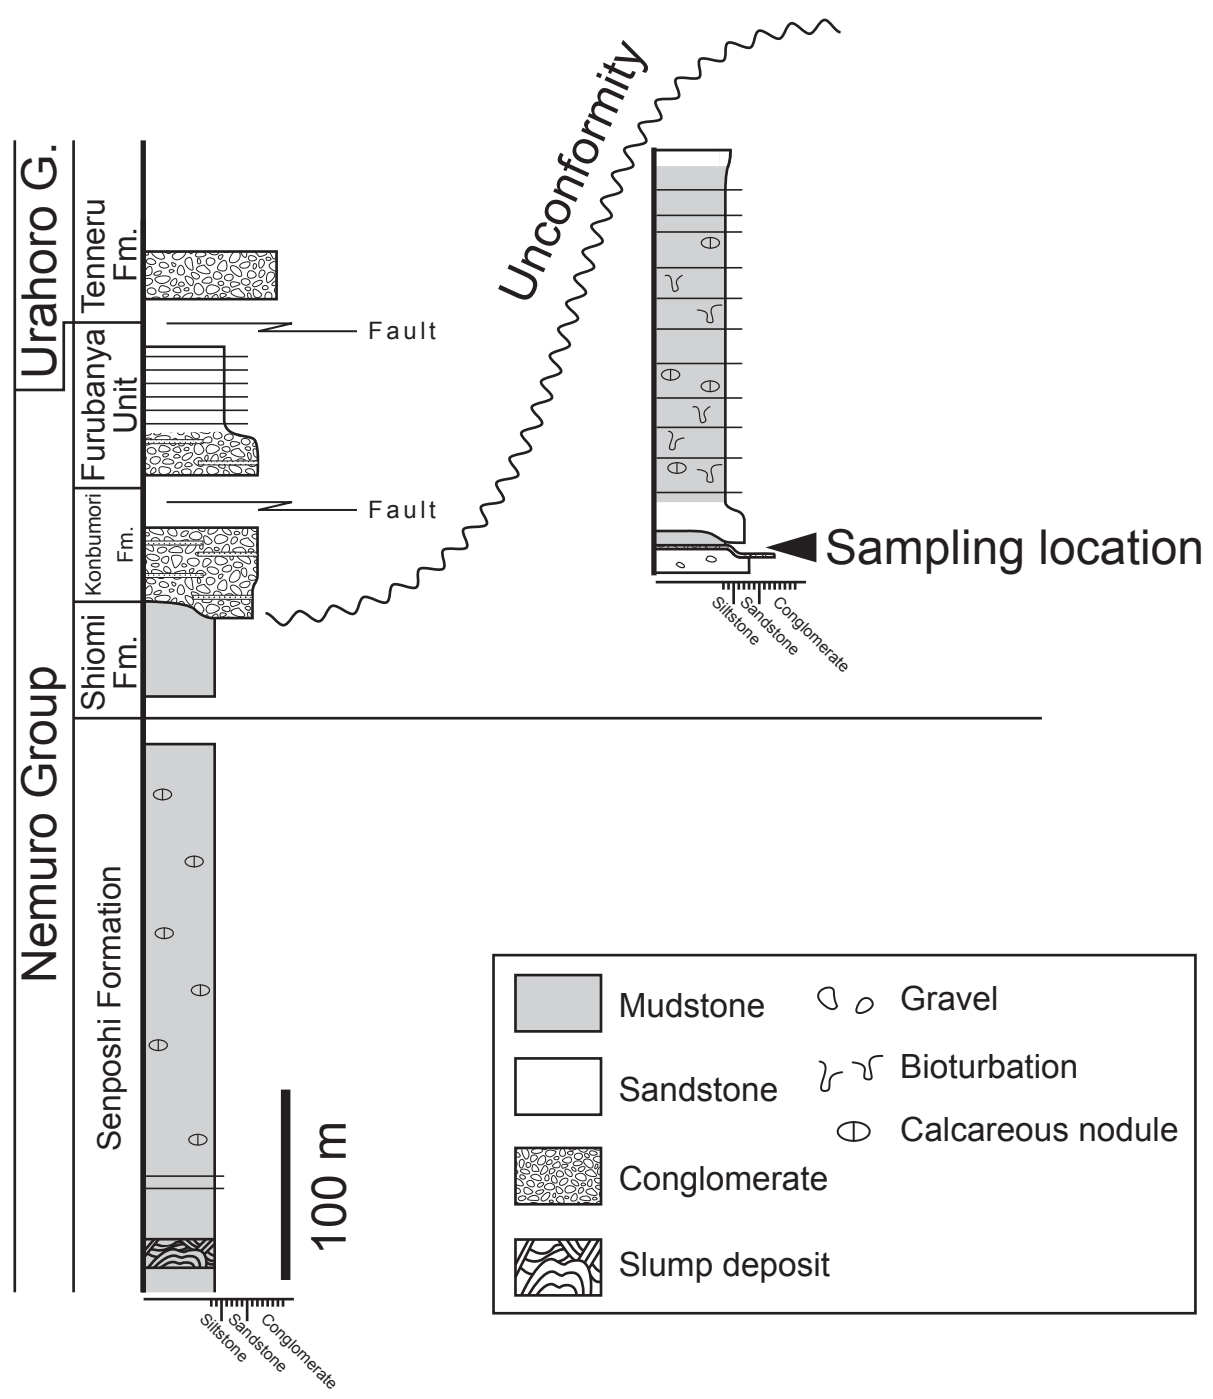 Urahoro G.
Nemuro Group
Tenneru
Fm.
Furubanya
Unit
Konbumori
Fm.
Shiomi
Fm.
Senposhi Formation
Fault
Fault
Unconformity
Sampling location
Siltstone
Sandstone
Conglomerate
100 m
Siltstone
Sandstone
Conglomerate
Mudstone
Sandstone
Conglomerate
Slump deposit
Gravel
Bioturbation
Calcareous nodule